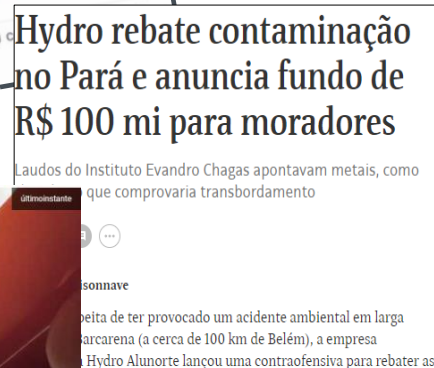 Hydro rebate contaminação
no Pará e anuncia fundo de
R$ 100 mi para moradores
Laudos do Instituto Evandro Chagas apontavam metais, como
que comprovaria transbordamento
últimoinstante
de ter provocado um acidente ambiental em larga
Barcarena (a cerca de 100 km de Belém), a empresa
Hydro Alunorte lançou uma contraofensiva para rebater as